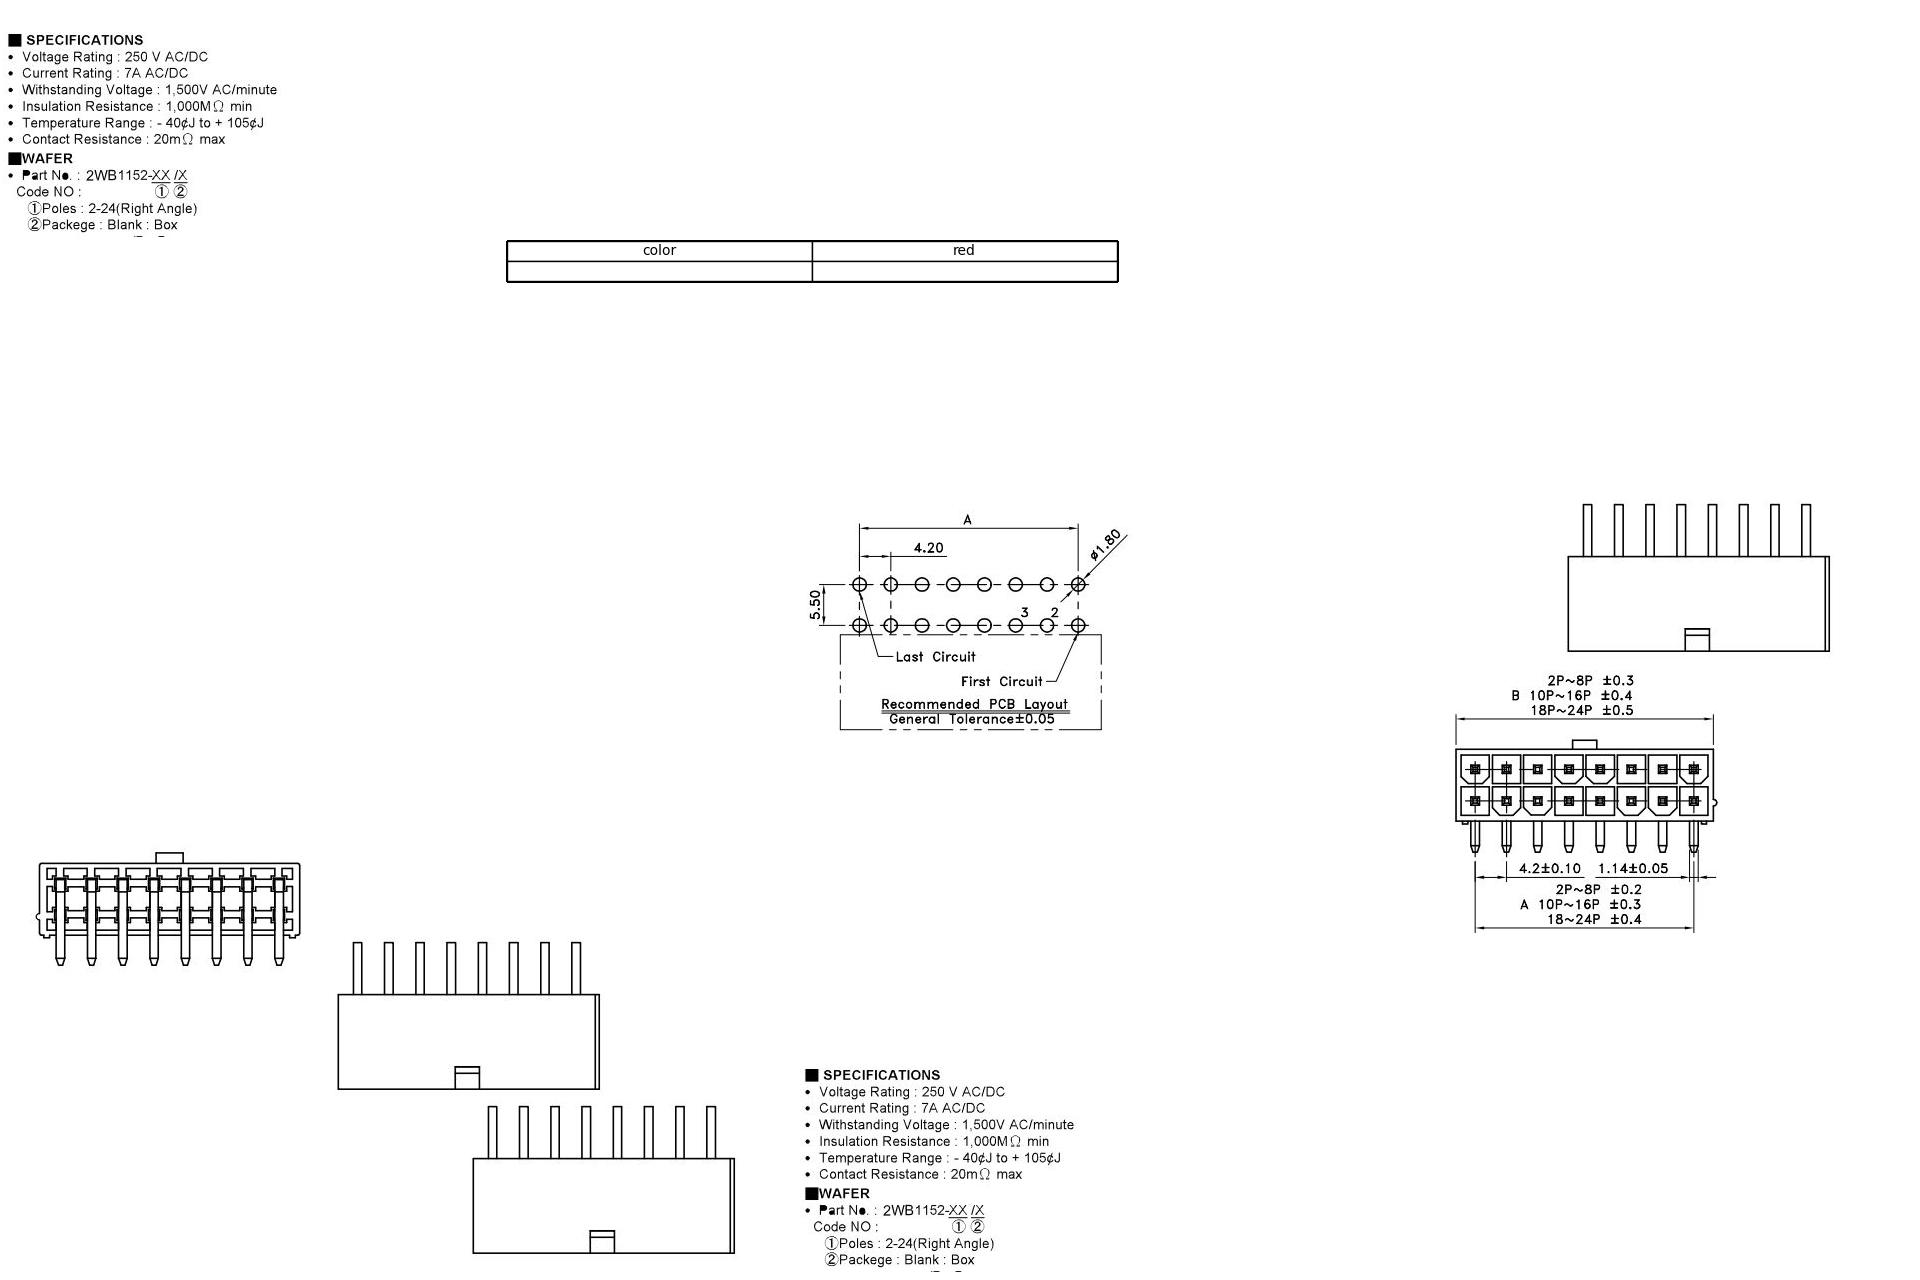 ■ SPECIFICATIONS
• Voltage Rating : 250 V AC/DC
• Current Rating : 7A AC/DC
• Withstanding Voltage : 1,500V AC/minute
• Insulation Resistance : 1,000MΩ min
• Temperature Range : - 40¢J to + 105¢J
• Contact Resistance : 20mΩ max
■WAFER
• Part No. : 2WB1152-XX /X
Code NO : ① ②
①Poles : 2-24(Right Angle)
②Packege : Blank : Box
color red
A
4.20
ø1.80
5.50
3 2
Last Circuit
First Circuit
Recommended PCB Layout
General Tolerance±0.05
2P~8P ±0.3
B 10P~16P ±0.4
18P~24P ±0.5
4.2±0.10 1.14±0.05
2P~8P ±0.2
A 10P~16P ±0.3
18~24P ±0.4
■ SPECIFICATIONS
• Voltage Rating : 250 V AC/DC
• Current Rating : 7A AC/DC
• Withstanding Voltage : 1,500V AC/minute
• Insulation Resistance : 1,000MΩ min
• Temperature Range : - 40¢J to + 105¢J
• Contact Resistance : 20mΩ max
■WAFER
• Part No. : 2WB1152-XX /X
Code NO : ① ②
①Poles : 2-24(Right Angle)
②Packege : Blank : Box